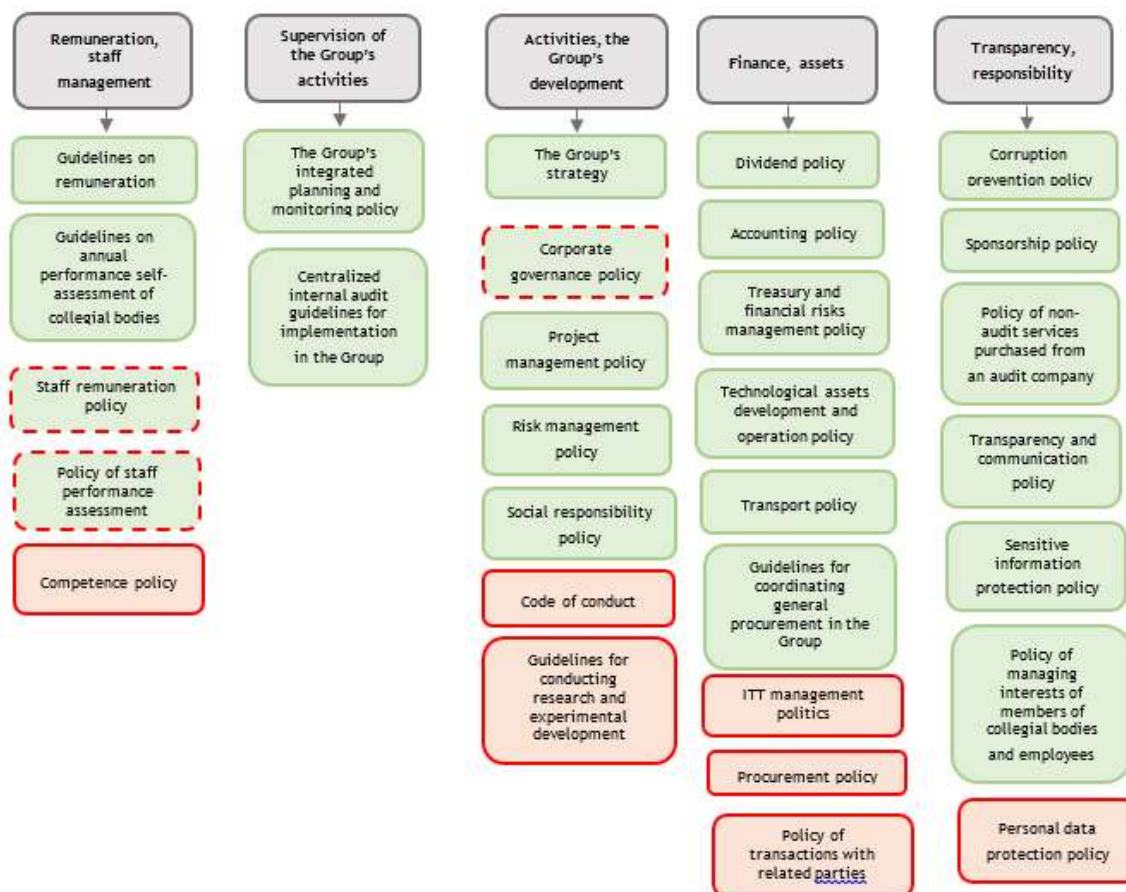 Remuneration,
staff
management
Guidelines on
remuneration
Guidelines on
annual
performance self-
assessment of
collegial bodies
Staff remuneration
policy
Policy of staff
performance
assessment
Competence policy
Supervision of
the Group's
activities
The Group's
integrated
planning and
monitoring policy
Centralized
internal audit
guidelines for
implementation
in the Group
Activities, the
Group's
development
The Group's
strategy
Corporate
governance policy
Project
management policy
Risk management
policy
Social responsibility
policy
Code of conduct
Guidelines for
conducting
research and
experimental
development
Finance, assets
Dividend policy
Accounting policy
Treasury and
financial risks
management policy
Technological assets
development and
operation policy
Transport policy
Guidelines for
coordinating
general
procurement in the
Group
ITT management
politics
Procurement policy
Policy of
transactions with
related parties
Transparency,
responsibility
Corruption
prevention policy
Sponsorship policy
Policy of non-
audit services
purchased from
an audit company
Transparency and
communication
policy
Sensitive
information
protection policy
Policy of
managing
interests of
members of
collegial bodies
and employees
Personal data
protection policy